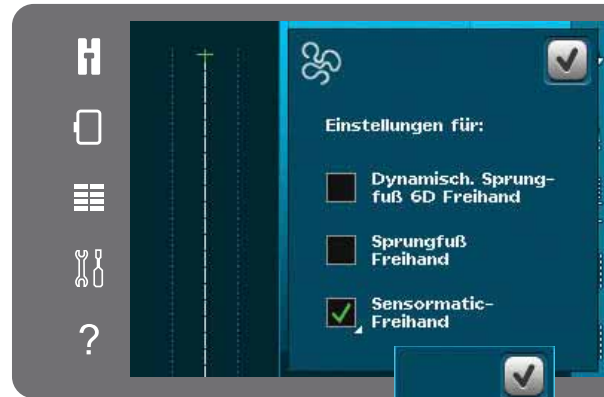 Einstellungen für:
Dynamisch. Sprung-
fuß 6D Freihand
Sprungfuß
Freihand
Sensormatic-
Freihand
?